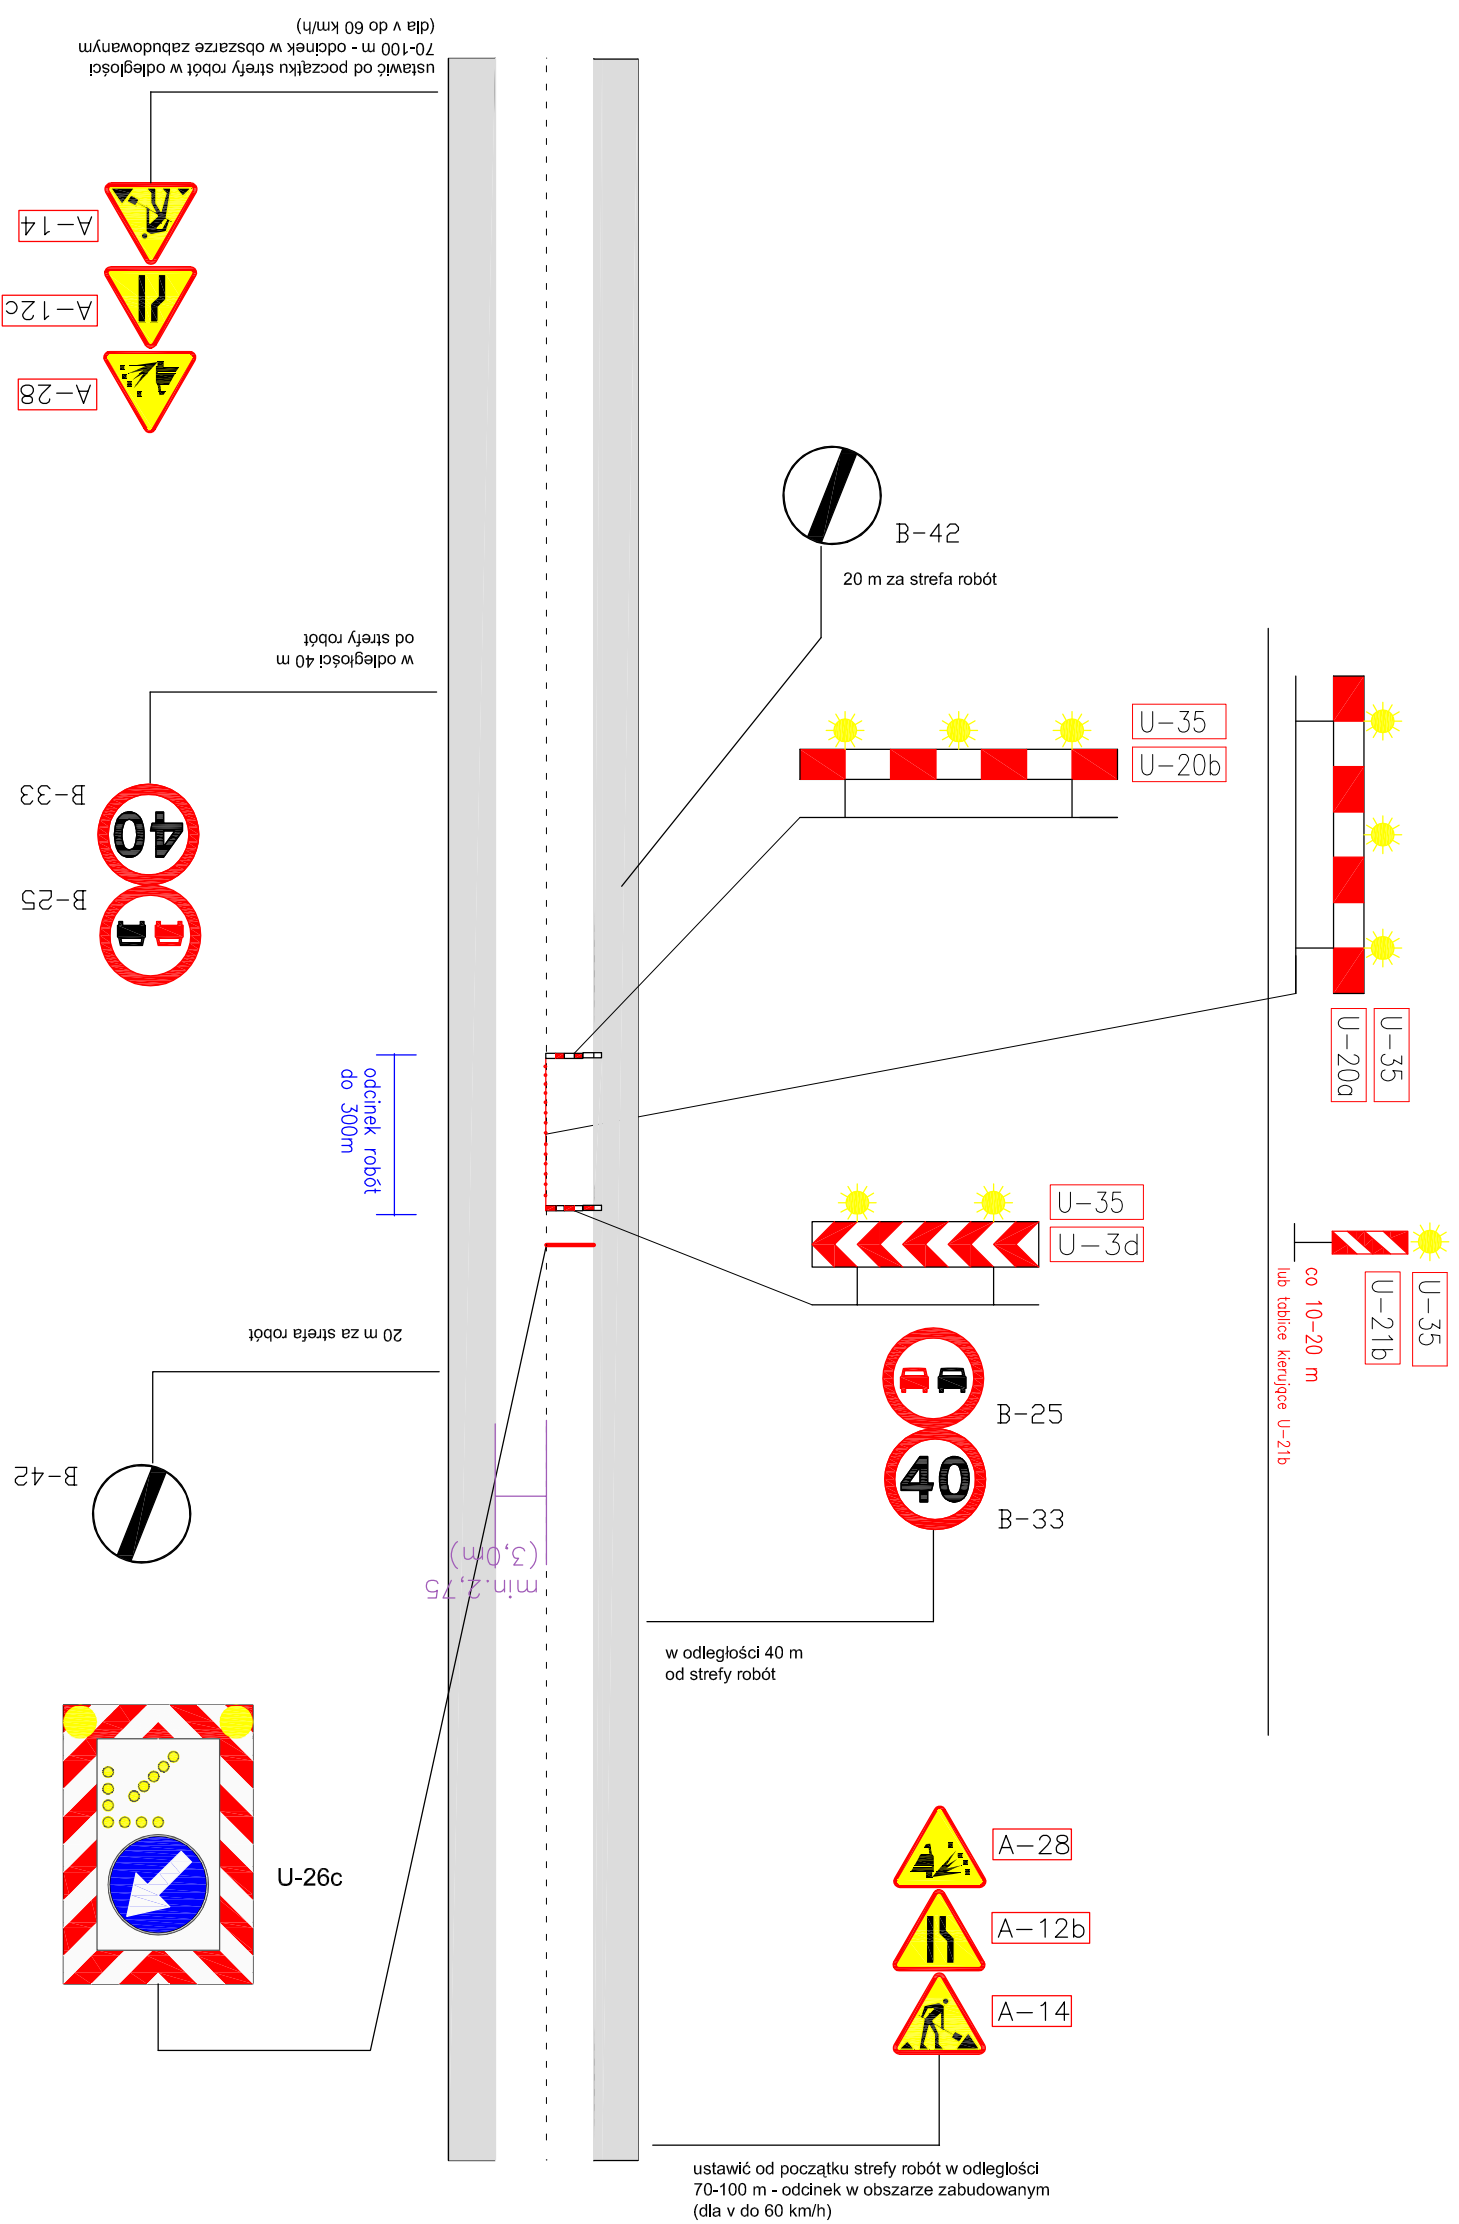 ustawić od początku strefy robót w odleglości
70-100 m - odcinek w obszarze zabudowanym
(dla v do 60 km/h)
A-14
A-12c
A-28
B-42
20 m za strefa robót
w odległości 40 m
od strefy robót
B-33
40
B-25
U-35
U-20b
U-20a
U-35
odcinek robót
do 300m
U-35
U-3d
U-35
U-21b
co 10-20 m
lub tablice kierujące U-21b
20 m za strefa robót
B-42
B-25
40
B-33
min.2,75
(3,0m)
w odległości 40 m
od strefy robót
U-26c
A-28
A-12b
A-14
ustawić od początku strefy robót w odleglości
70-100 m - odcinek w obszarze zabudowanym
(dla v do 60 km/h)